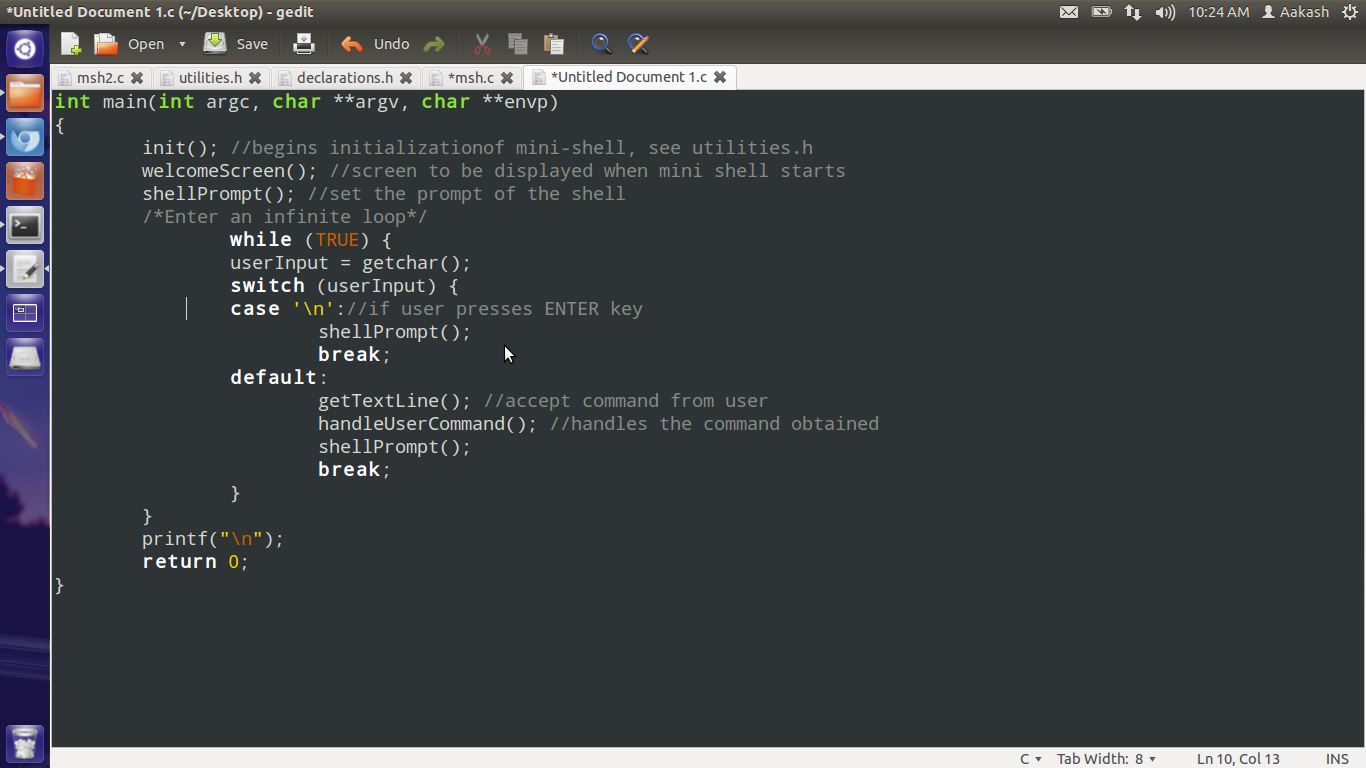 *Untitled Document 1.c (~/Desktop) - gedit
10:24 AM Aakash
Open Save Undo
msh2.c utilities.h declarations.h *msh.c *Untitled Document 1.c
int main(int argc, char **argv, char **envp)
{
init(); //begins initializationof mini-shell, see utilities.h
welcomeScreen(); //screen to be displayed when mini shell starts
shellPrompt(); //set the prompt of the shell
/*Enter an infinite loop*/
while (TRUE) {
userInput = getchar();
switch (userInput) {
case '\n'://if user presses ENTER key
shellPrompt();
break;
default:
getTextLine(); //accept command from user
handleUserCommand(); //handles the command obtained
shellPrompt();
break;
}
}
printf("\n");
return 0;
}
C Tab Width: 8 Ln 10, Col 13 INS